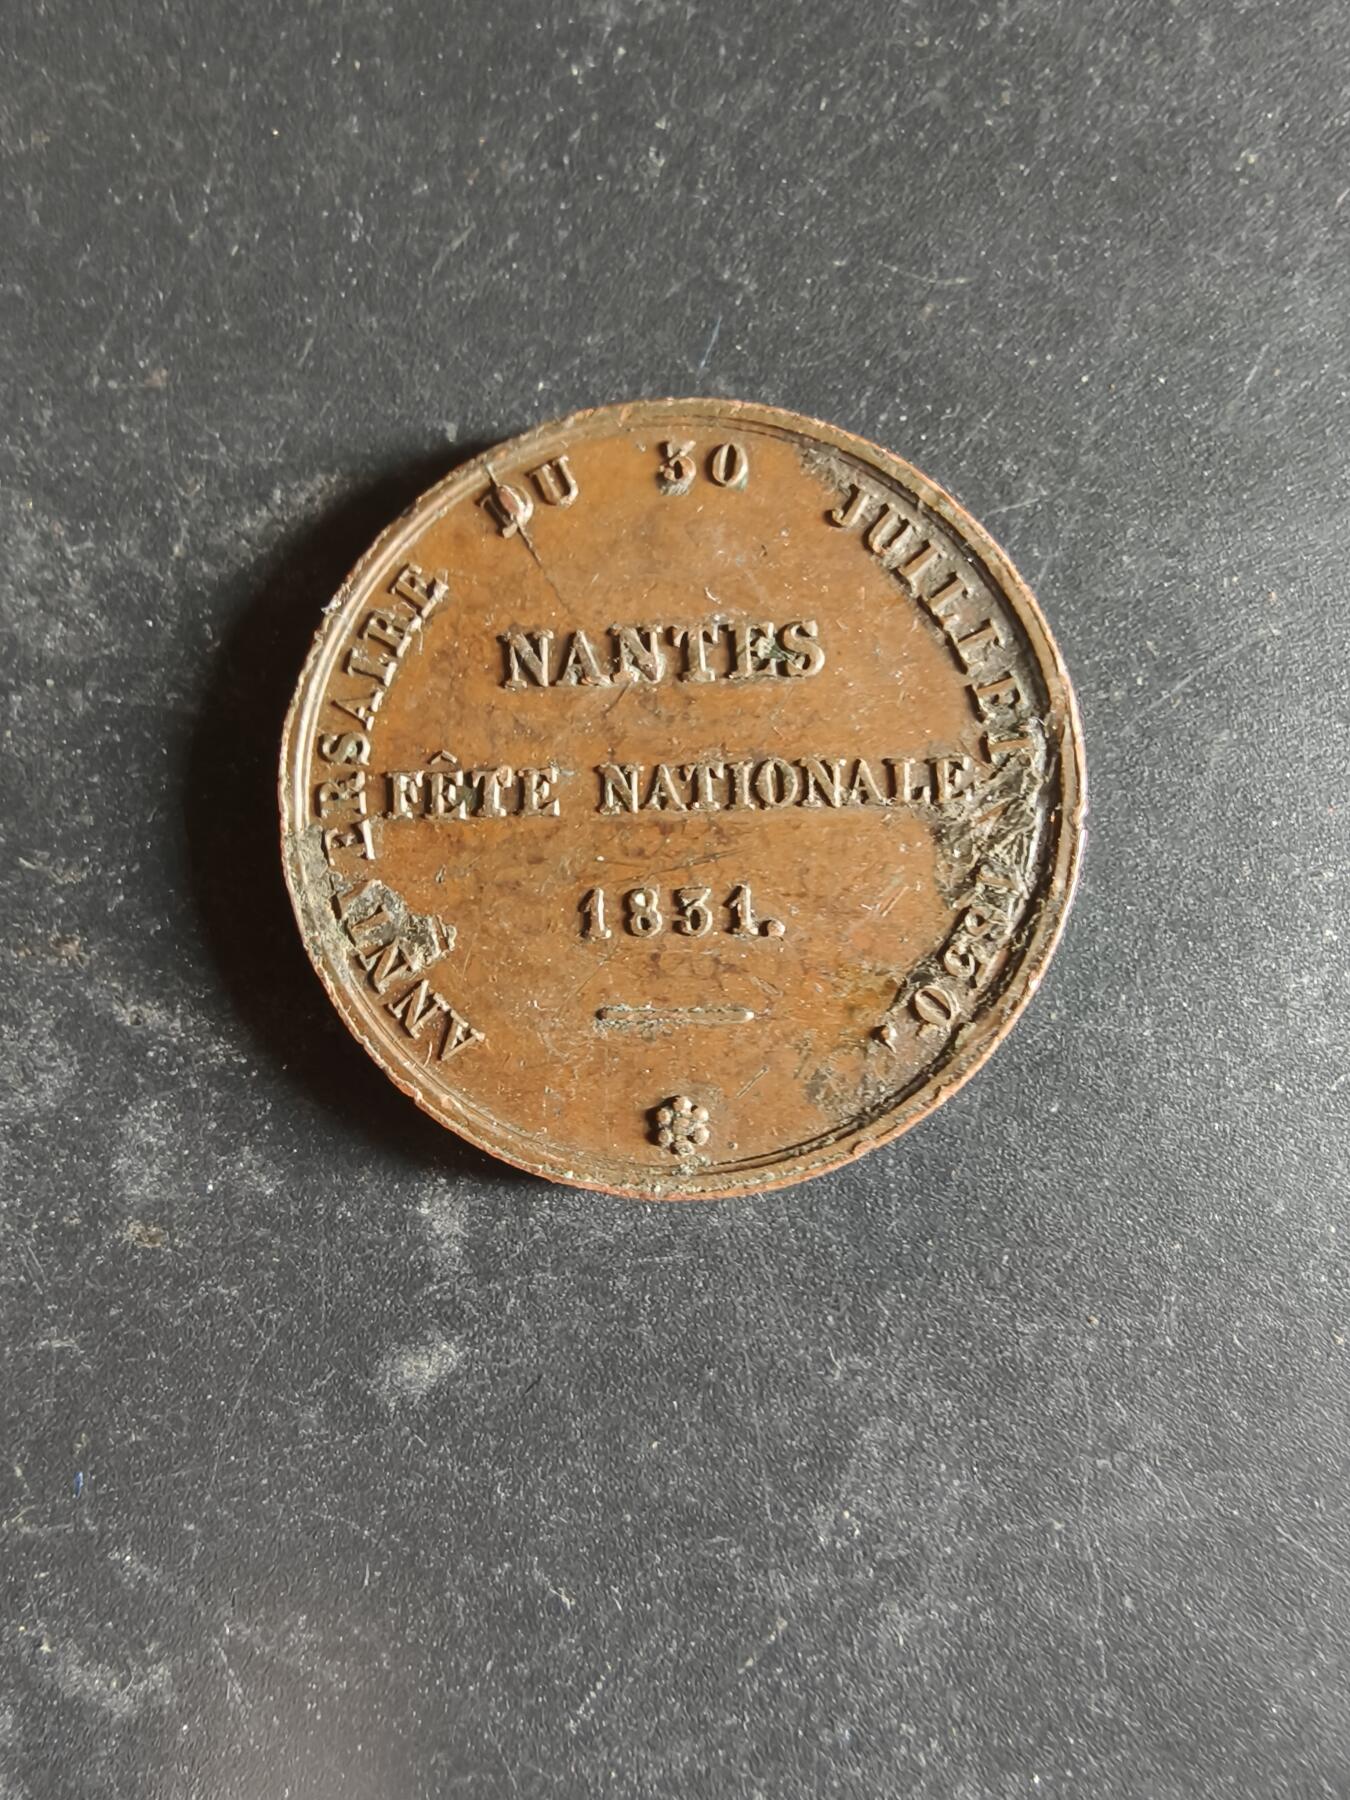 ANNIVERSAIRE DU 30 JUILLET 1830.
NANTES
FÊTE NATIONALE
1831.